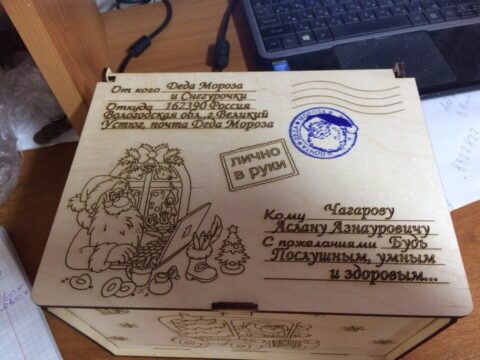 От кого Деда Мороза
и Снегурочки
Откуда 162390 Россия
Вологодская обл., г.Великий
Устюг, почта Деда Мороза
ЛИЧНО
В РУКИ
Кому Чагарову
Аслану Азнауровичу
С пожеланиями Будь
Послушным, умным
и здоровым...